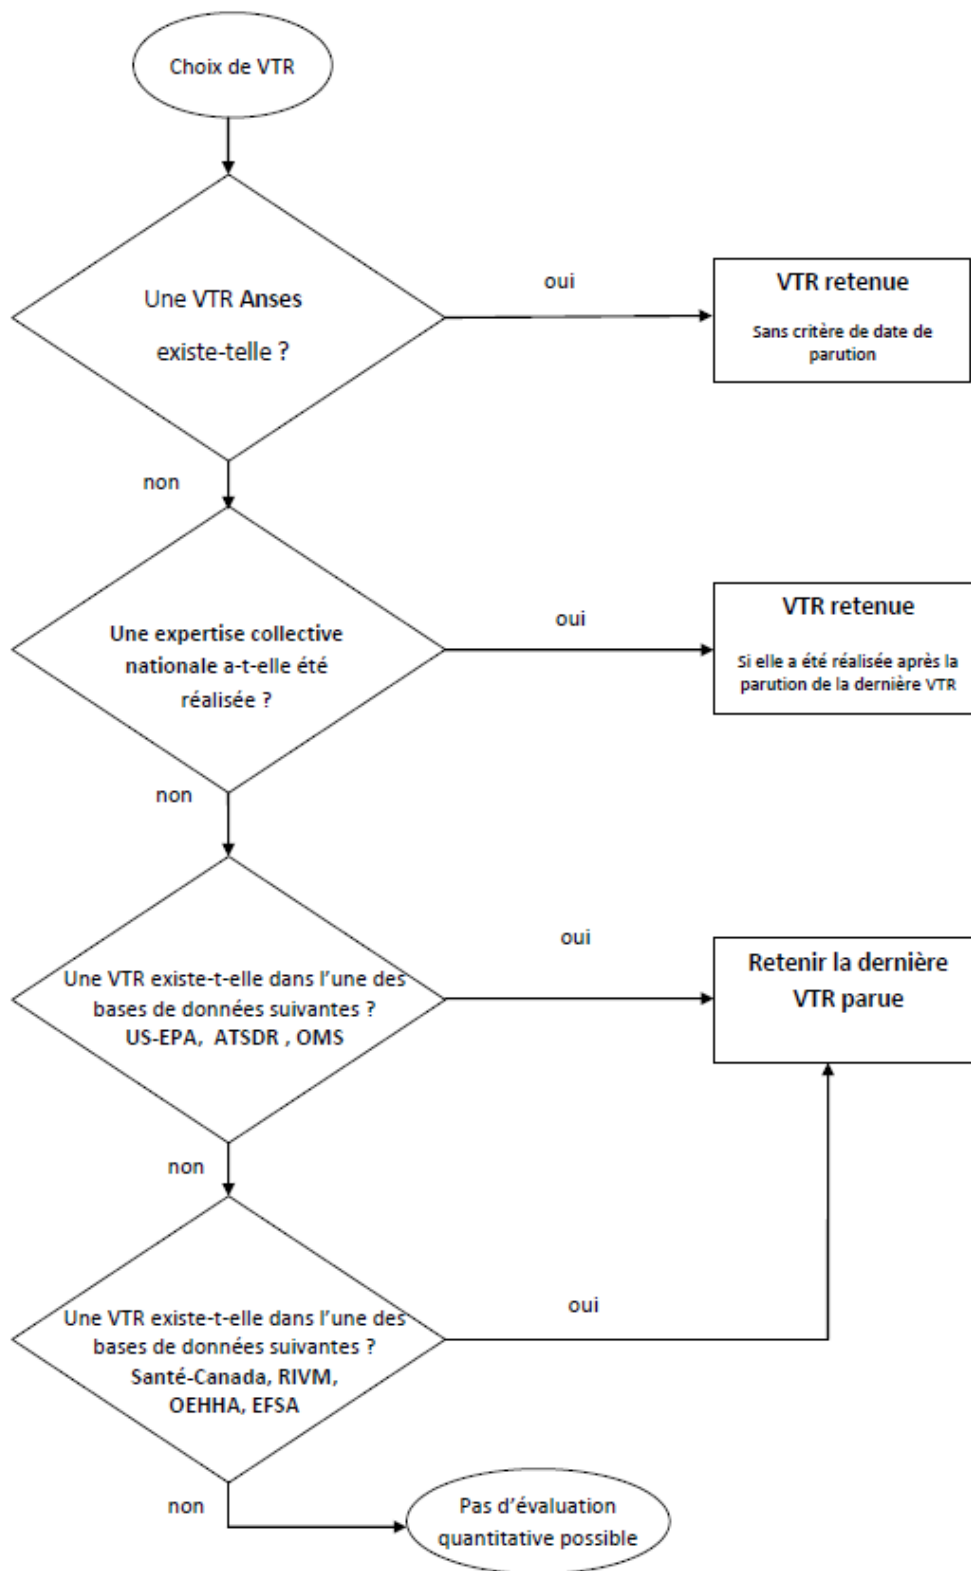 Choix de VTR
Une VTR Anses
existe-telle ?
oui
VTR retenue
Sans critère de date de
parution
non
Une expertise collective
nationale a-t-elle été
réalisée ?
oui
VTR retenue
Si elle a été réalisée après la
parution de la dernière VTR
non
Une VTR existe-t-elle dans l’une des
bases de données suivantes ?
US-EPA, ATSDR , OMS
oui
Retenir la dernière
VTR parue
non
Une VTR existe-t-elle dans l’une des
bases de données suivantes ?
Santé-Canada, RIVM,
OEHHA, EFSA
oui
non
Pas d’évaluation
quantitative possible